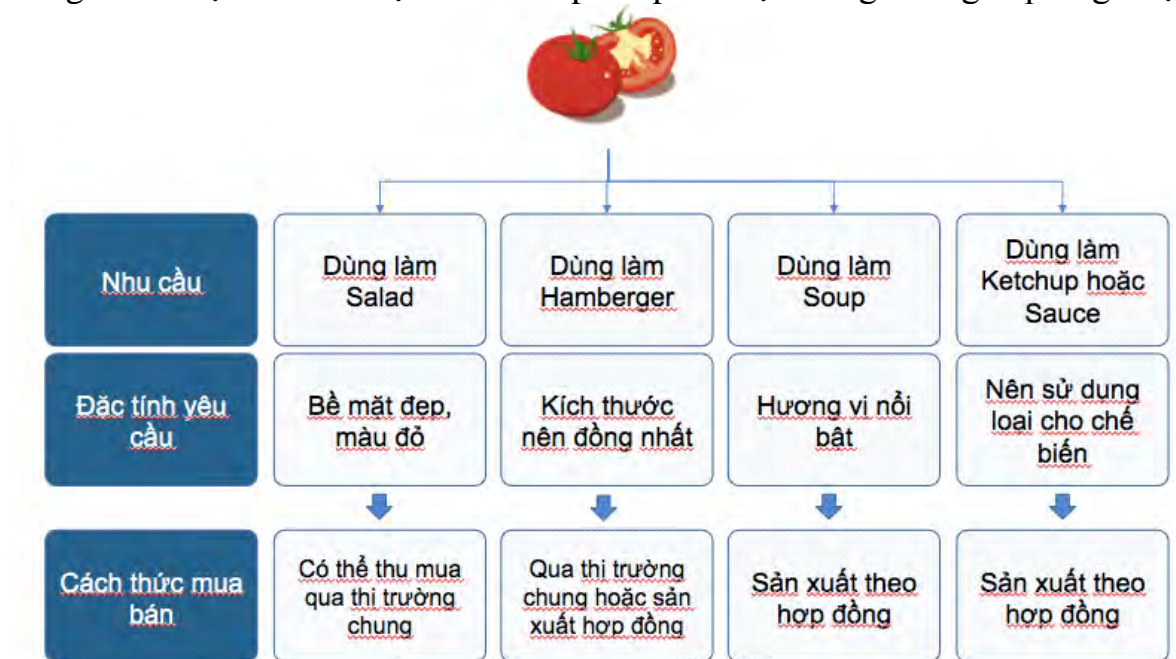 Nhu cầu
Dùng làm
Salad
Dùng làm
Hamberger
Dùng làm
Soup
Dùng làm
Ketchup hoặc
Sauce
Đặc tính yêu
cầu
Bề mặt đẹp,
màu đỏ
Kích thước
nên đồng nhất
Hương vị nổi
bật
Nên sử dụng
loại cho chế
biến
Cách thức mua
bán
Có thể thu mua
qua thị trường
chung
Qua thị trường
chung hoặc sản
xuất hợp đồng
Sản xuất theo
hợp đồng
Sản xuất theo
hợp đồng